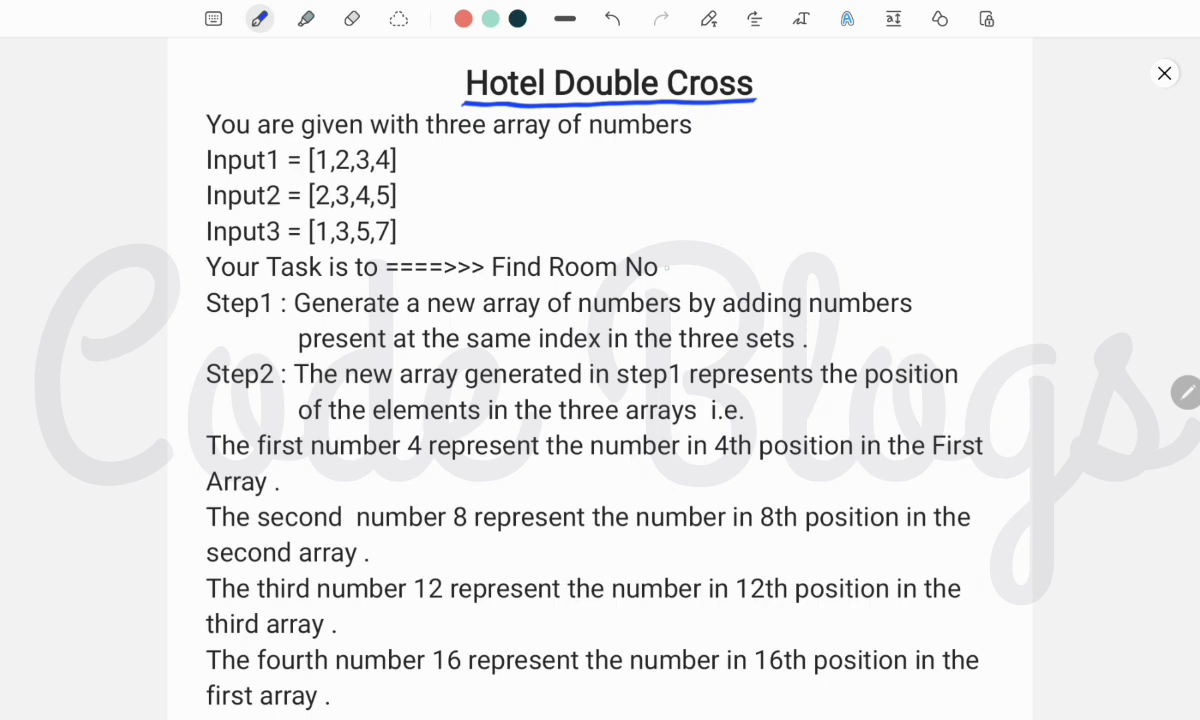 Hotel Double Cross
You are given with three array of numbers
Input1 = [1,2,3,4]
Input2 = [2,3,4,5]
Input3 = [1,3,5,7]
Your Task is to ====>>> Find Room No
Step1 : Generate a new array of numbers by adding numbers
present at the same index in the three sets .
Step2 : The new array generated in step1 represents the position
of the elements in the three arrays i.e.
The first number 4 represent the number in 4th position in the First
Array .
The second number 8 represent the number in 8th position in the
second array .
The third number 12 represent the number in 12th position in the
third array .
The fourth number 16 represent the number in 16th position in the
first array .
Code Blogs